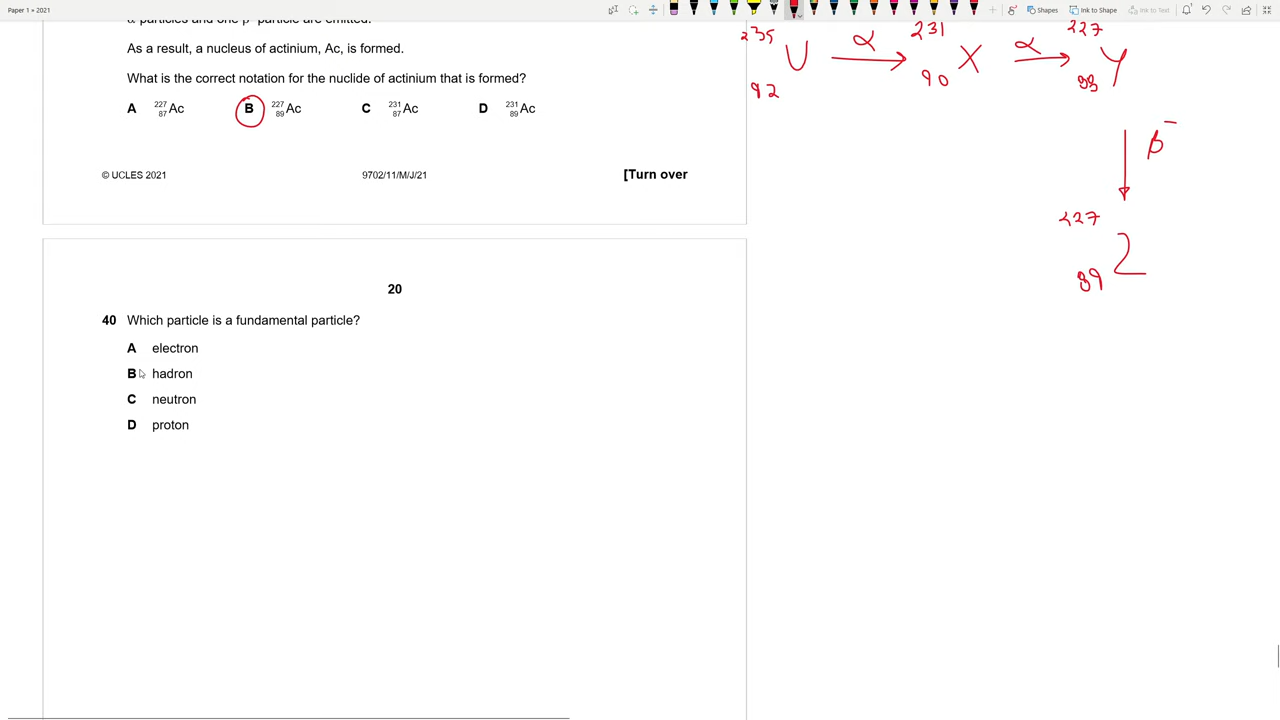 Paper 1 • 2021
Shapes Ink to Shape Ink to Text
α particles and one β⁻ particle are emitted.
As a result, a nucleus of actinium, Ac, is formed.
What is the correct notation for the nuclide of actinium that is formed?
A 227 87 Ac B 227 89 Ac C 231 87 Ac D 231 89 Ac
© UCLES 2021 9702/11/M/J/21 [Turn over
235 92 U α → 231 90 X α → 227 88 Y
β⁻
227 89 Z
20
40 Which particle is a fundamental particle?
A electron
B hadron
C neutron
D proton